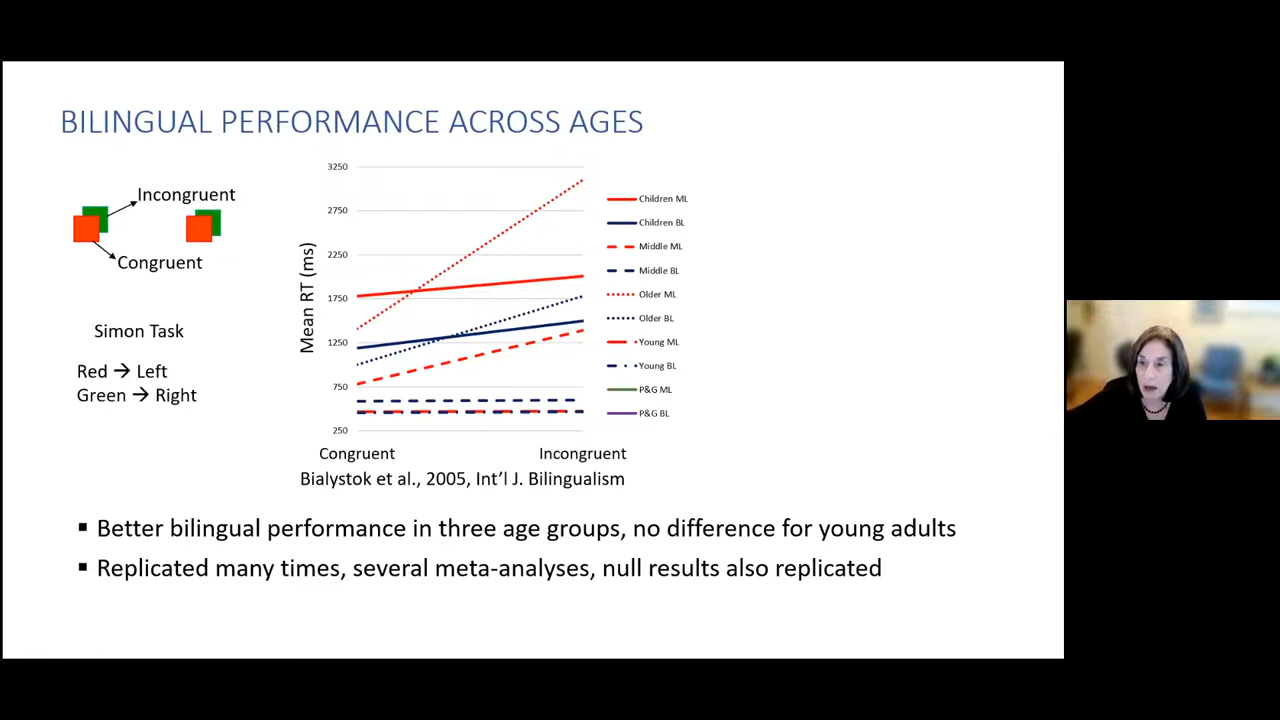 BILINGUAL PERFORMANCE ACROSS AGES
Incongruent
Congruent
Simon Task
Red → Left
Green → Right
Mean RT (ms)
3250
2750
2250
1750
1250
750
250
Congruent
Incongruent
Children ML
Children BL
Middle ML
Middle BL
Older ML
Older BL
Young ML
Young BL
P&G ML
P&G BL
Bialystok et al., 2005, Int'l J. Bilingualism
▪ Better bilingual performance in three age groups, no difference for young adults
▪ Replicated many times, several meta-analyses, null results also replicated